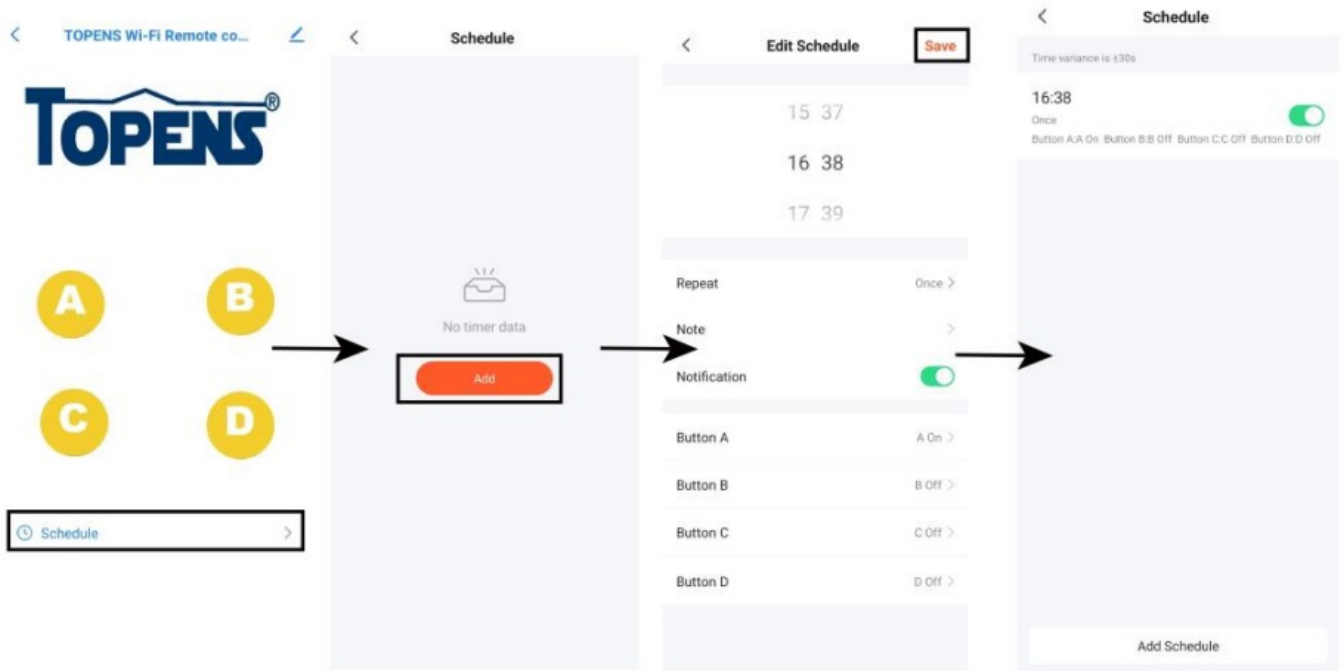 TOPENS Wi-Fi Remote co...
TOPENS®
A
B
C
D
Schedule
Schedule
No timer data
Add
Edit Schedule
Save
15 37
16 38
17 39
Repeat
Once
Note
Notification
Button A
A On
Button B
B Off
Button C
C Off
Button D
D Off
Schedule
Time variance is ±30s
16:38
Once
Button A:A On Button B:B Off Button C:C Off Button D:D Off
Add Schedule